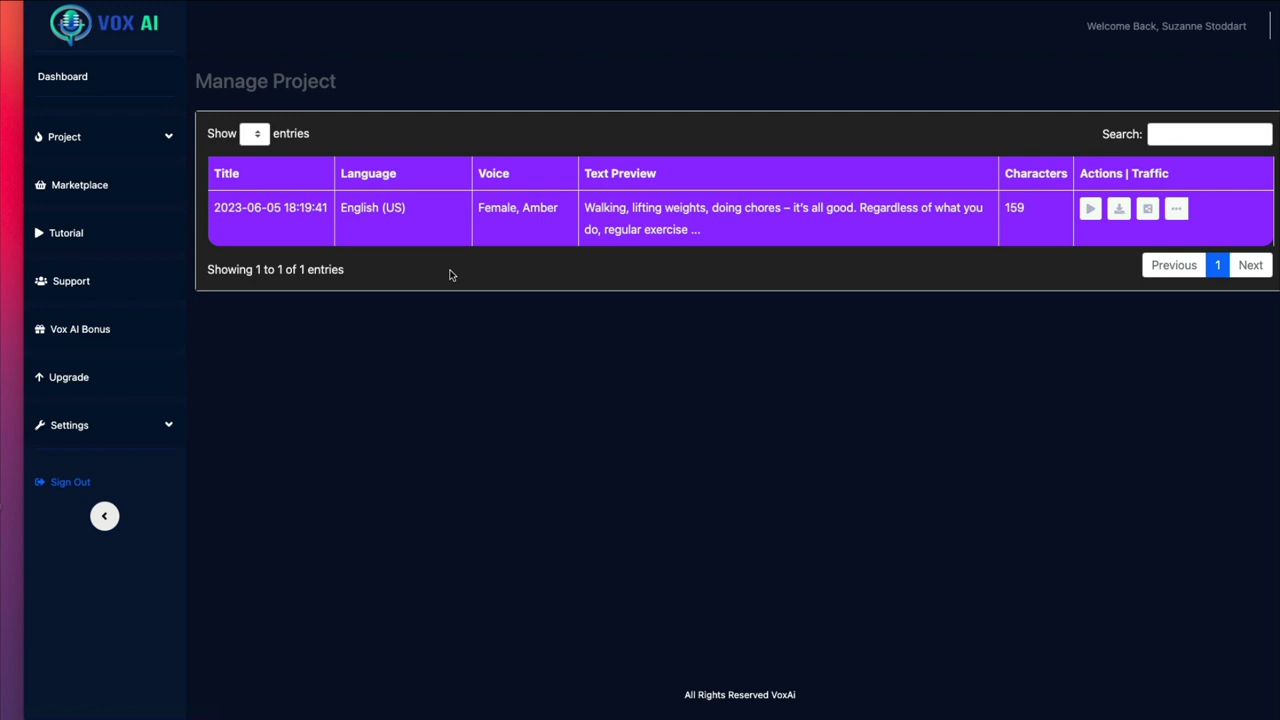 VOX AI
Welcome Back, Suzanne Stoddart
Dashboard
Manage Project
Project
Marketplace
Tutorial
Support
Vox AI Bonus
Upgrade
Settings
Sign Out
Show entries
Search:
Title Language Voice Text Preview Characters Actions | Traffic
2023-06-05 18:19:41 English (US) Female, Amber Walking, lifting weights, doing chores – it's all good. Regardless of what you 159
do, regular exercise ...
Showing 1 to 1 of 1 entries
Previous 1 Next
All Rights Reserved VoxAi